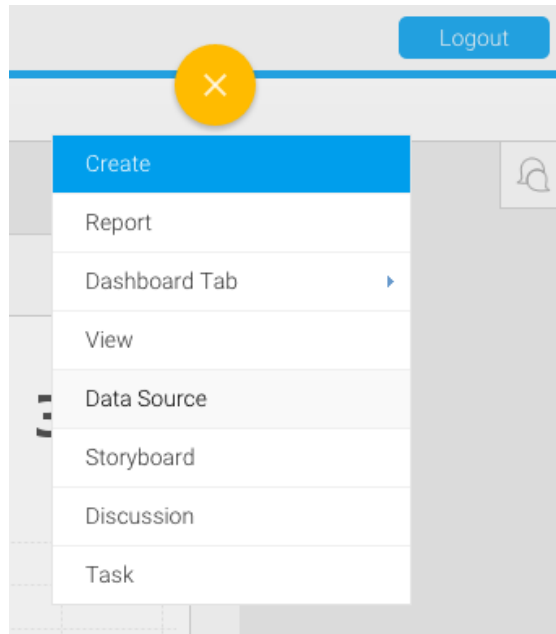 Logout
Create
Report
Dashboard Tab
View
Data Source
Storyboard
Discussion
Task